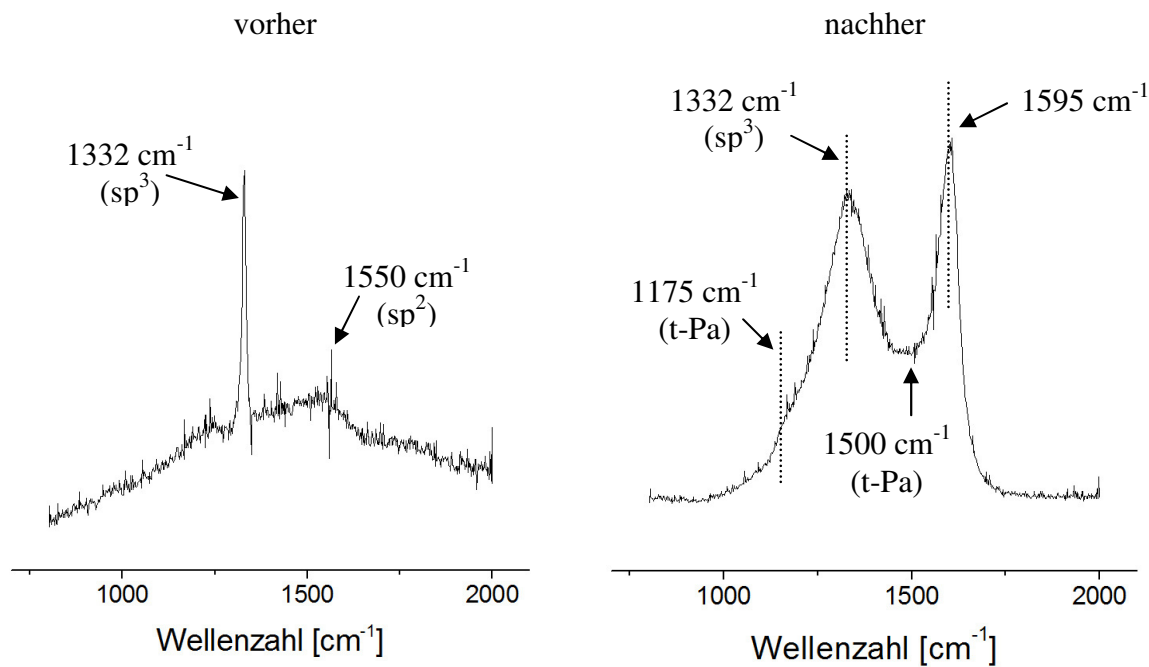 vorher
1332 cm⁻¹
(sp³)
1550 cm⁻¹
(sp²)
1000 1500 2000
Wellenzahl [cm⁻¹]
nachher
1332 cm⁻¹
(sp³)
1595 cm⁻¹
1175 cm⁻¹
(t-Pa)
1500 cm⁻¹
(t-Pa)
1000 1500 2000
Wellenzahl [cm⁻¹]